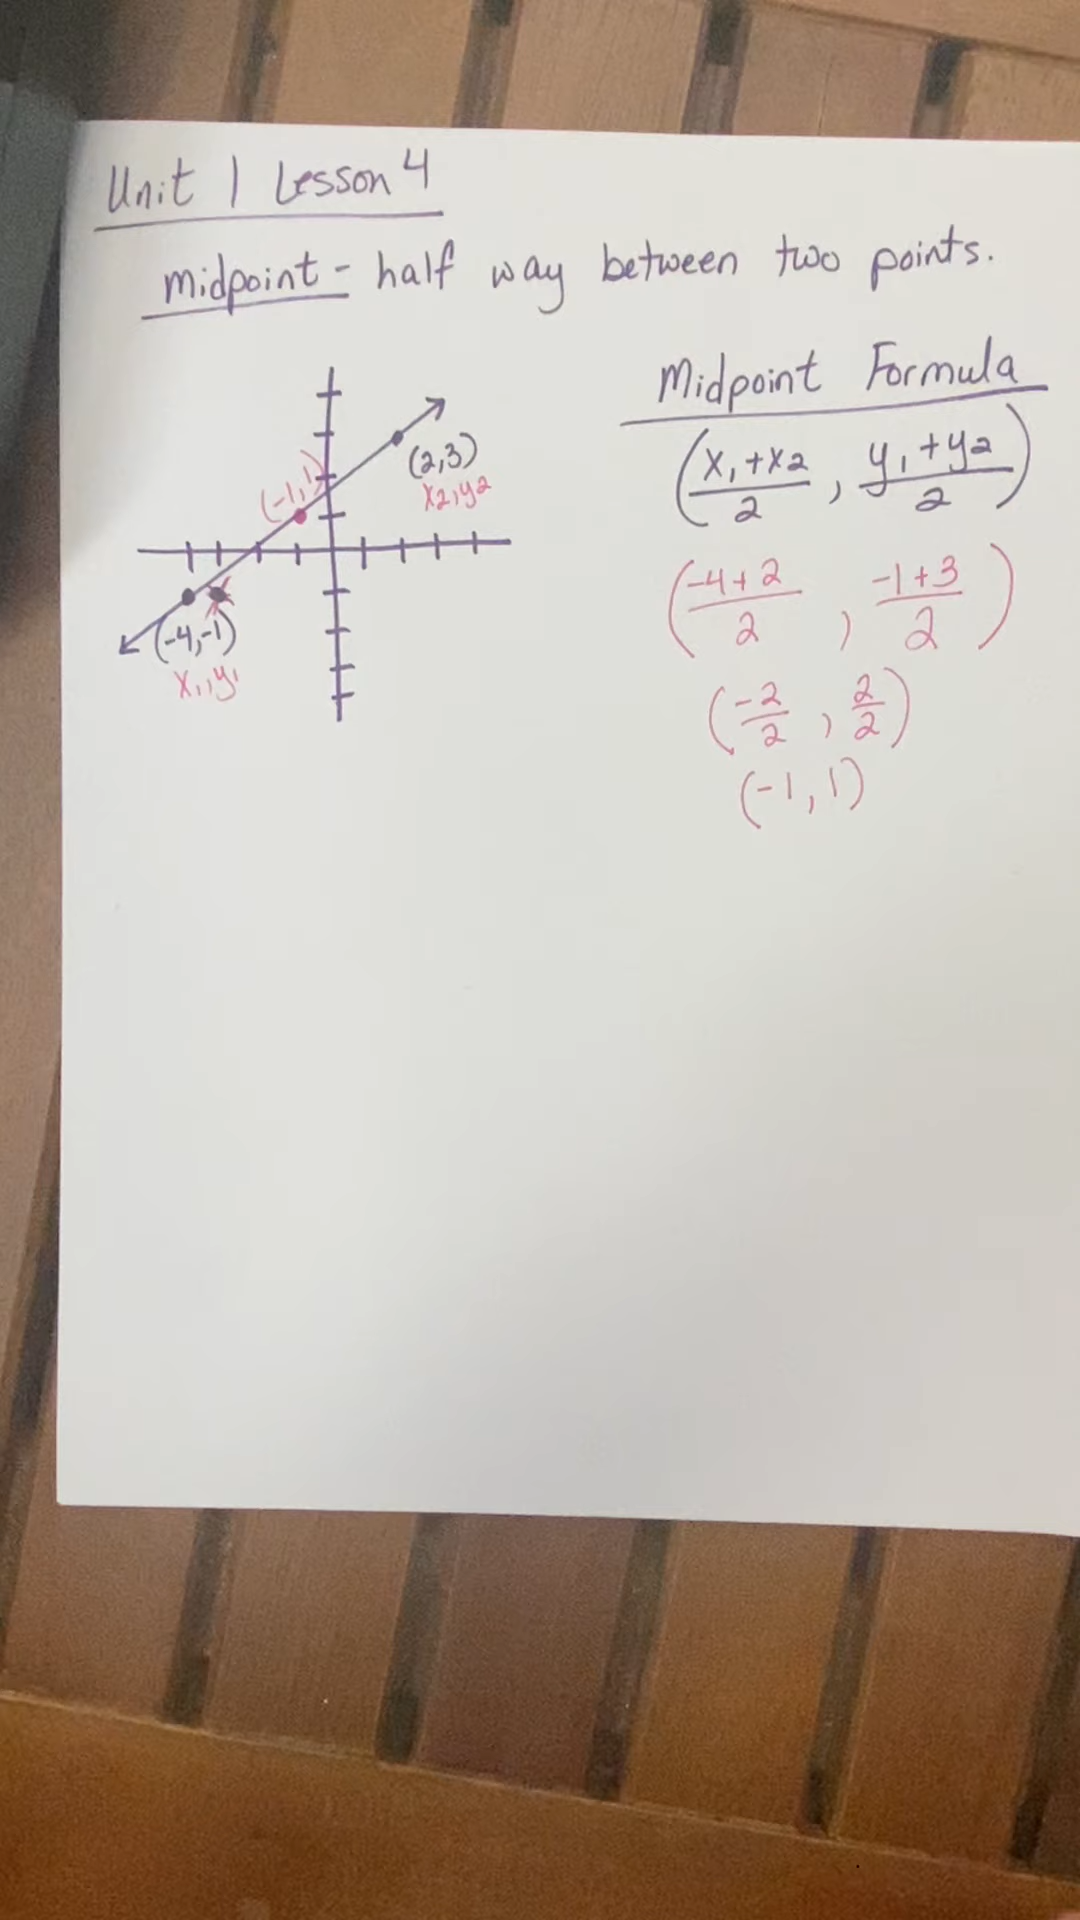 Unit 1 Lesson 4
midpoint - half way between two points.
Midpoint Formula
(x₁+x₂/2, y₁+y₂/2)
(-4+2/2, -1+3/2)
(-2/2, 2/2)
(-1, 1)
(2,3)
x₂,y₂
(-1,1)
(-4,-1)
x₁,y₁